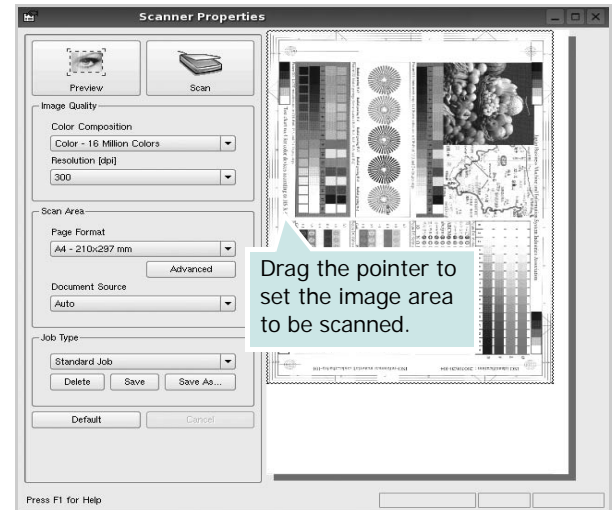 Scanner Properties
Preview
Scan
Image Quality
Color Composition
Color - 16 Million Colors
Resolution [dpi]
300
Scan Area
Page Format
A4 - 210x297 mm
Advanced
Document Source
Auto
Job Type
Standard Job
Delete
Save
Save As...
Default
Cancel
Drag the pointer to
set the image area
to be scanned.
Press F1 for Help